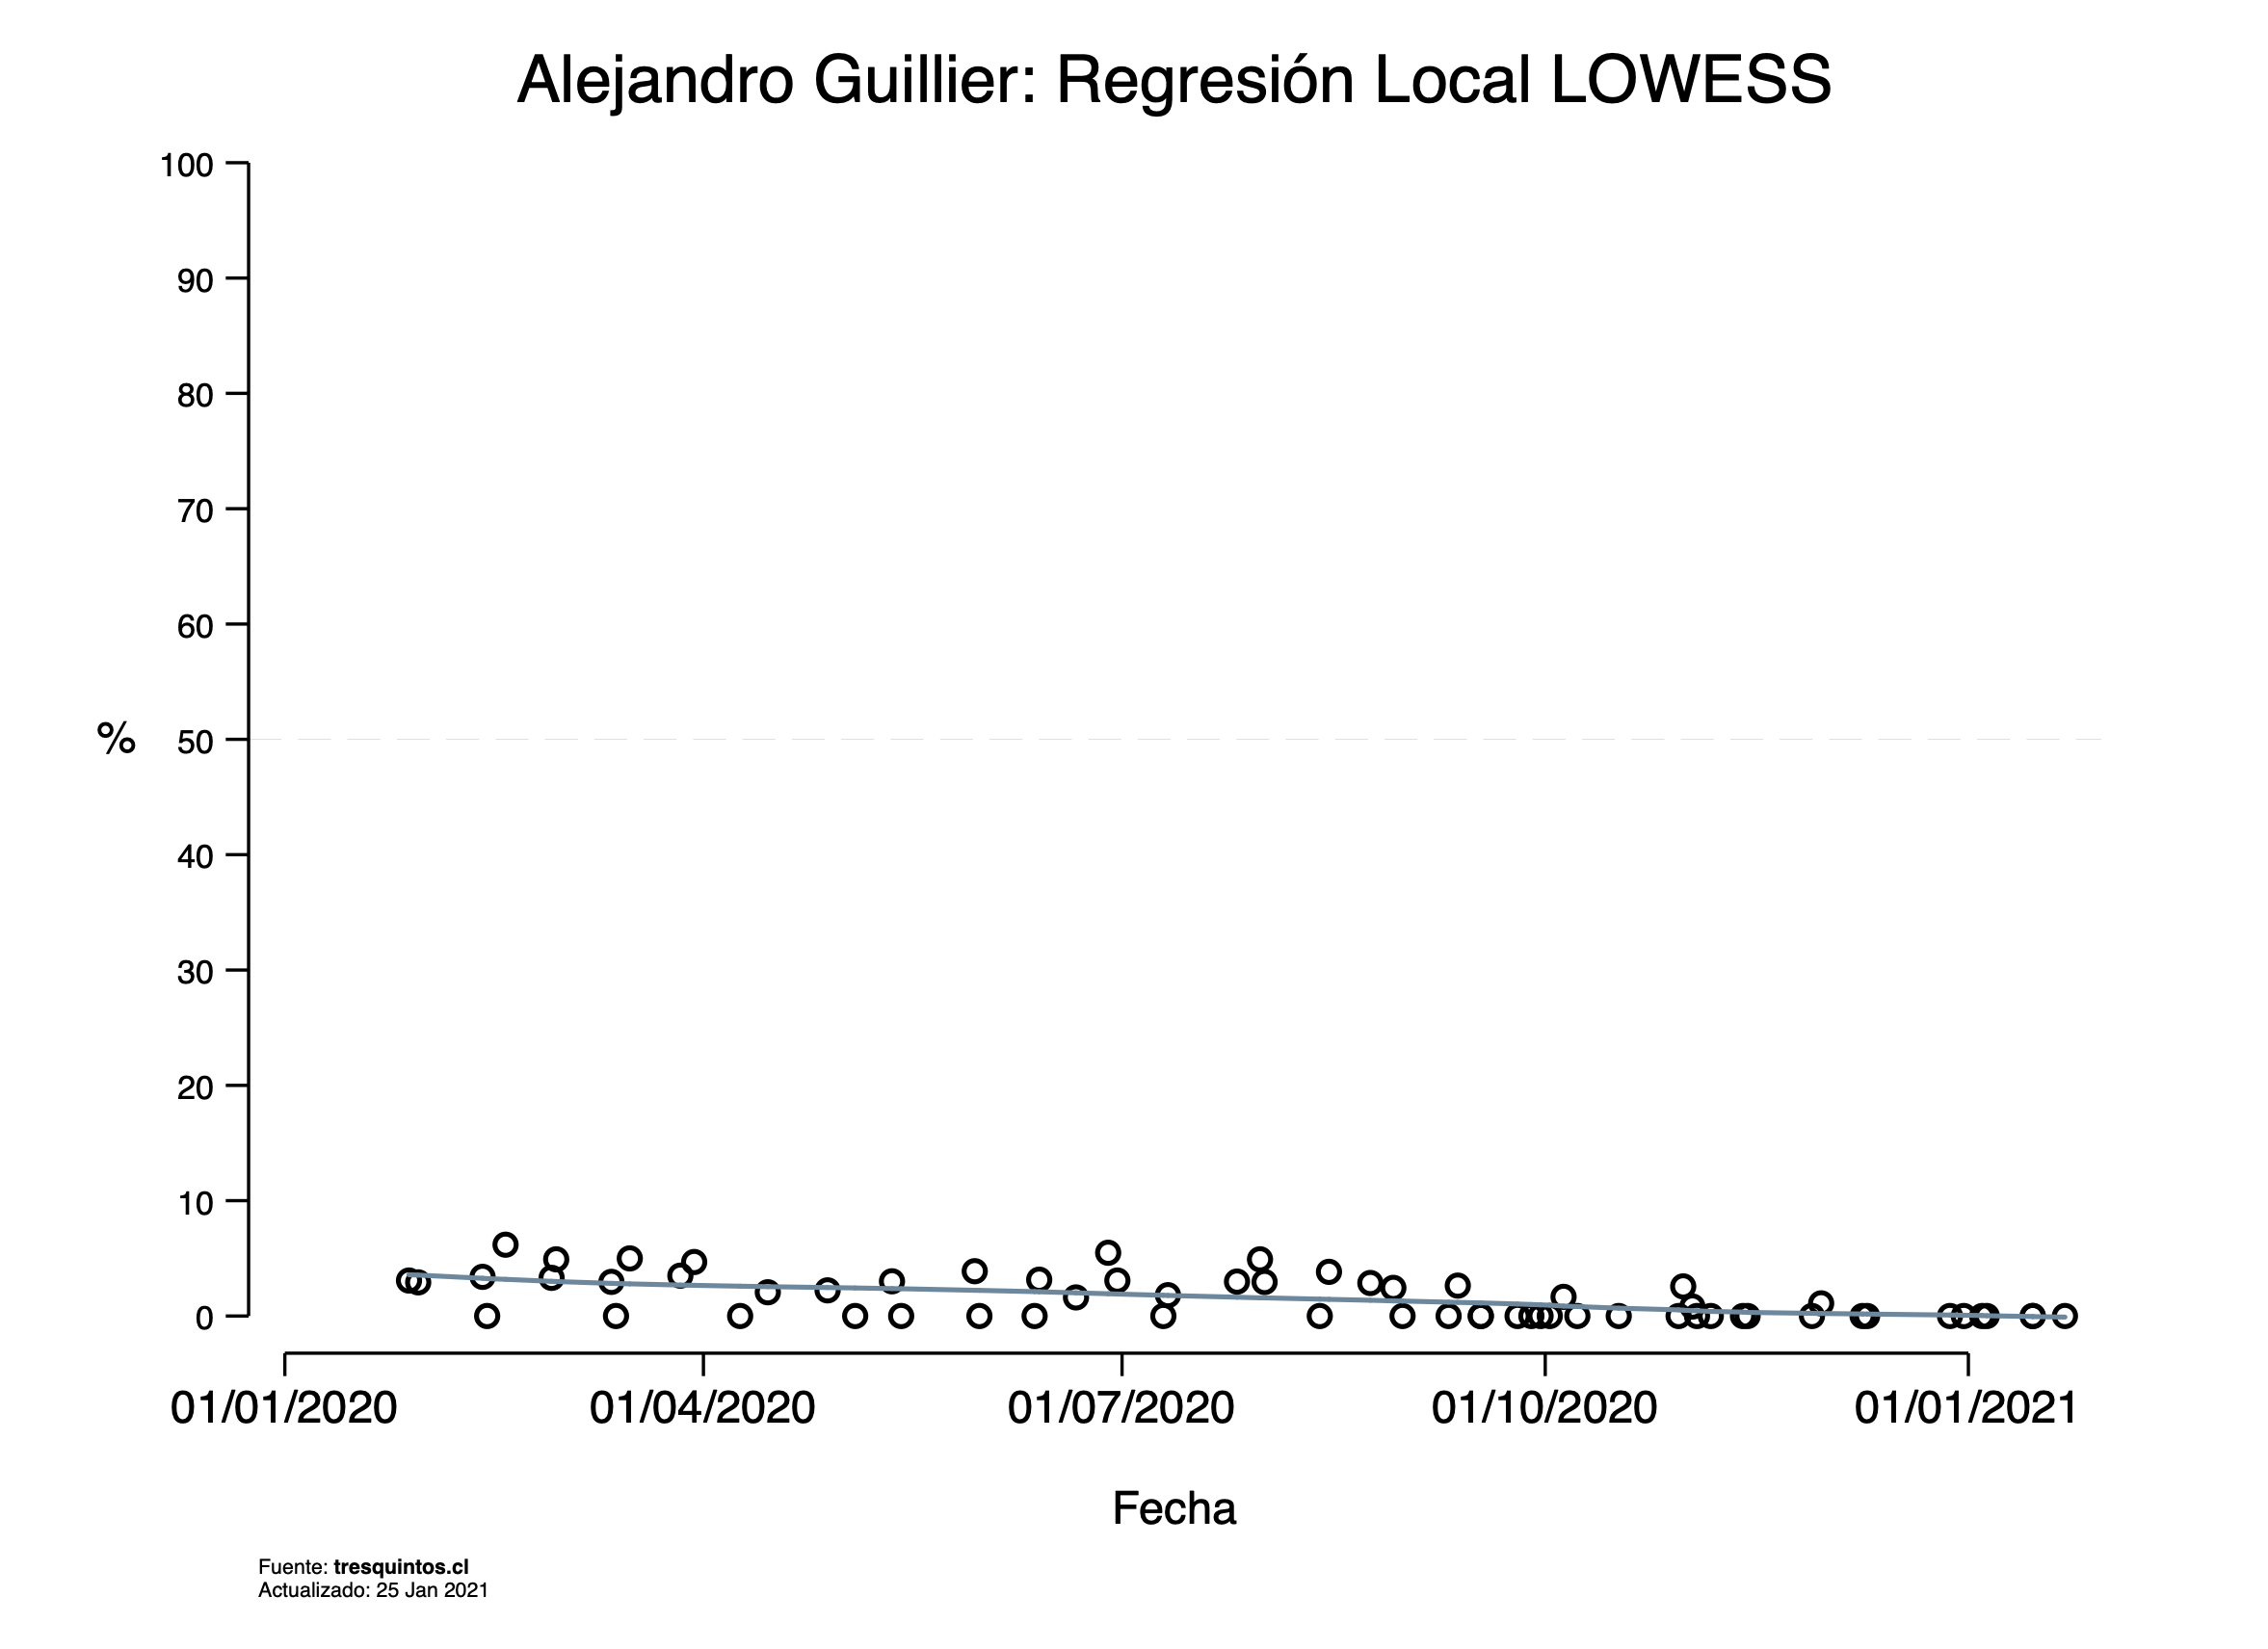 Alejandro Guillier: Regresión Local LOWESS
100
90
80
70
60
% 50
40
30
20
10
0
01/01/2020 01/04/2020 01/07/2020 01/10/2020 01/01/2021
Fecha
Fuente: tresquintos.cl
Actualizado: 25 Jan 2021